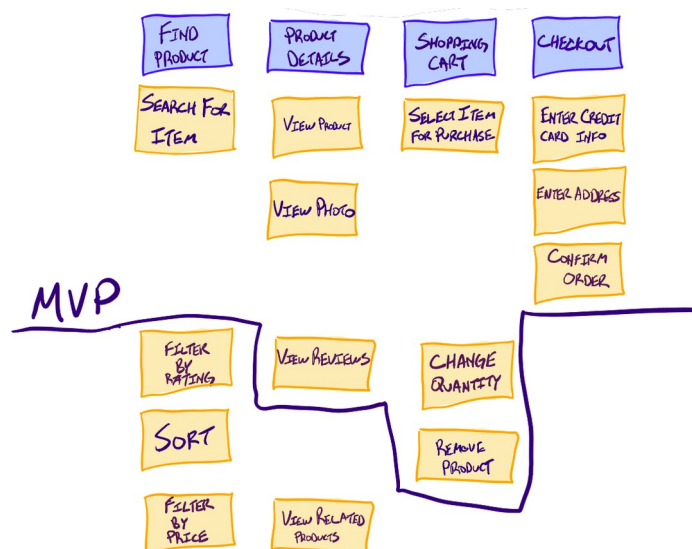 FIND
PRODUCT
PRODUCT
DETAILS
SHOPPING
CART
CHECKOUT
SEARCH FOR
ITEM
VIEW PRODUCT
SELECT ITEM
FOR PURCHASE
ENTER CREDIT
CARD INFO
VIEW PHOTO
ENTER ADDRESS
CONFIRM
ORDER
MVP
FILTER
BY
RATING
VIEW REVIEWS
CHANGE
QUANTITY
SORT
REMOVE
PRODUCT
FILTER
BY
PRICE
VIEW RELATED
PRODUCTS